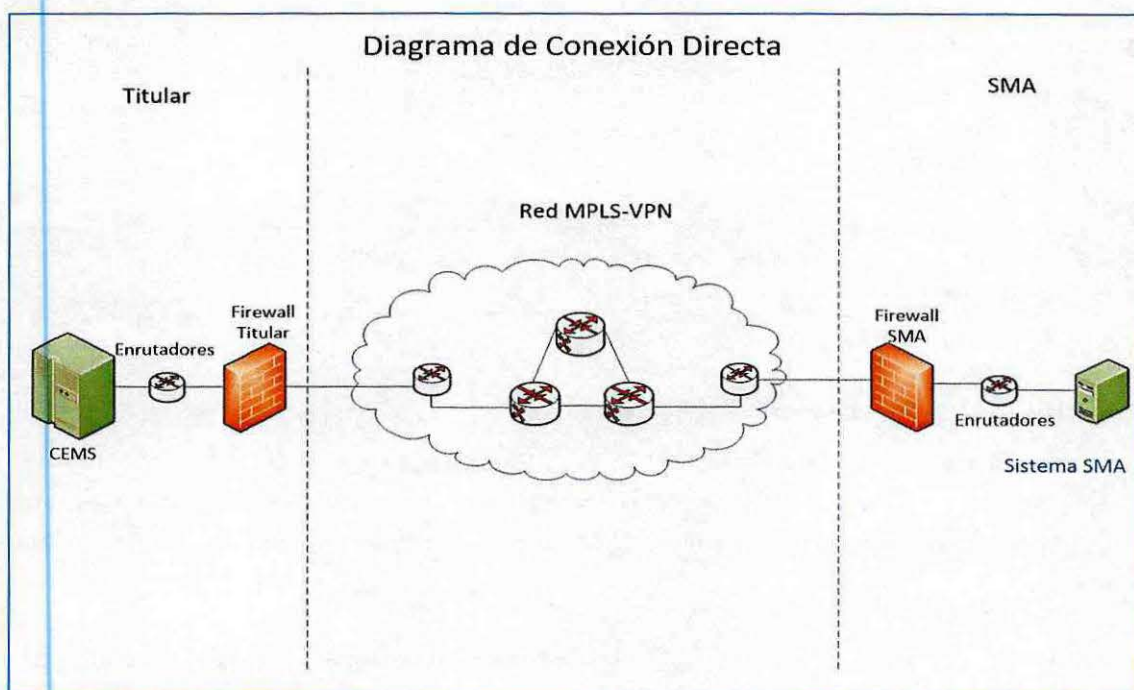 Diagrama de Conexión Directa
Titular
SMA
Red MPLS-VPN
Firewall
Titular
Enrutadores
CEMS
Firewall
SMA
Enrutadores
Sistema SMA